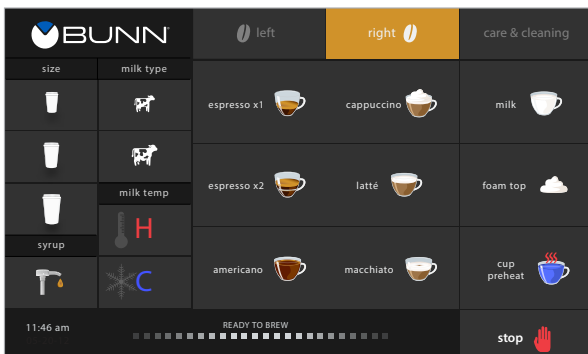 BUNN
left
right
care & cleaning
size
milk type
espresso x1
cappuccino
milk
milk temp
espresso x2
latté
foam top
H
syrup
C
americano
macchiato
cup
preheat
11:46 am
READY TO BREW
stop